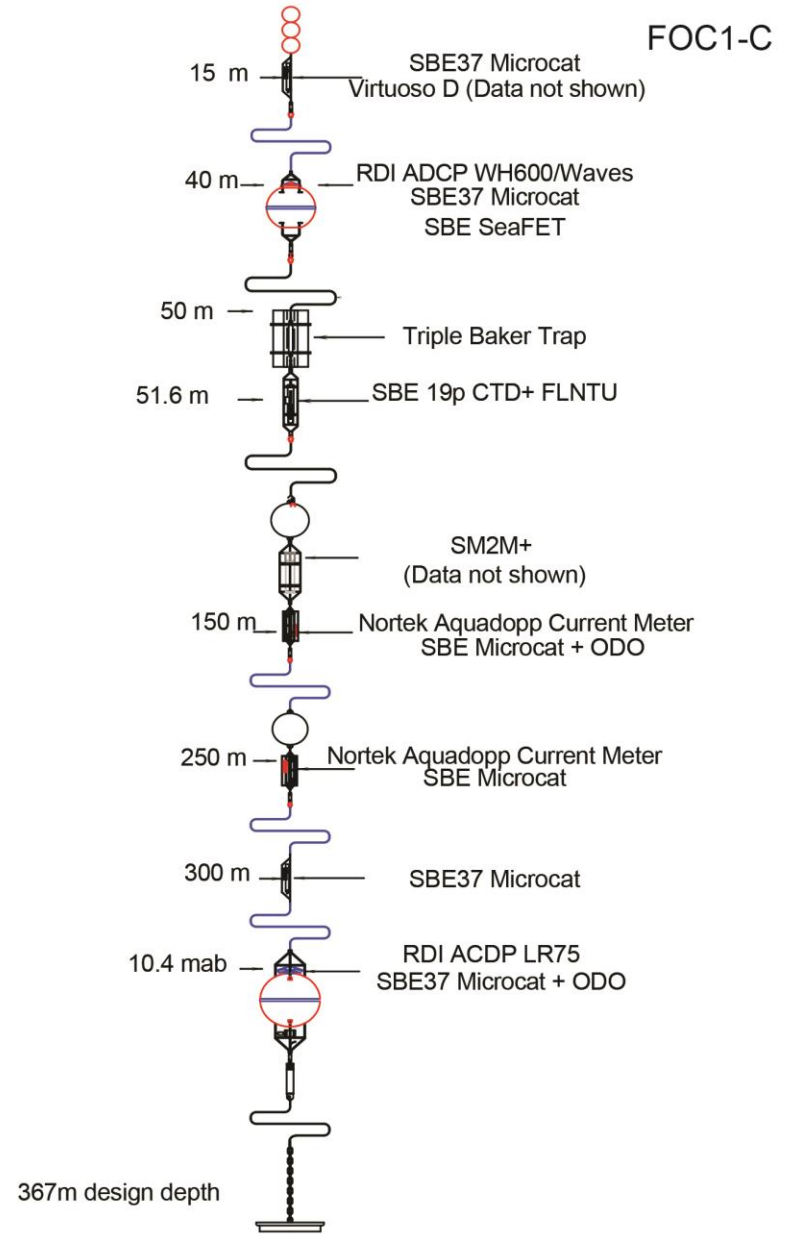 FOC1-C
15 m
SBE37 Microcat
Virtuoso D (Data not shown)
40 m
RDI ADCP WH600/Waves
SBE37 Microcat
SBE SeaFET
50 m
Triple Baker Trap
51.6 m
SBE 19p CTD+ FLNTU
SM2M+
(Data not shown)
150 m
Nortek Aquadopp Current Meter
SBE Microcat + ODO
250 m
Nortek Aquadopp Current Meter
SBE Microcat
300 m
SBE37 Microcat
10.4 mab
RDI ACDP LR75
SBE37 Microcat + ODO
367m design depth